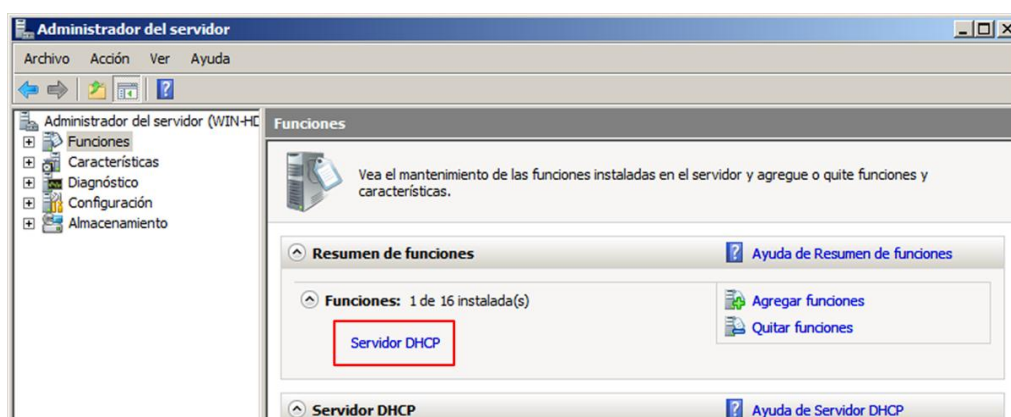 Administrador del servidor
Archivo Acción Ver Ayuda
Administrador del servidor (WIN-HD
Funciones
Características
Diagnóstico
Configuración
Almacenamiento
Funciones
Vea el mantenimiento de las funciones instaladas en el servidor y agregue o quite funciones y
características.
Resumen de funciones
Ayuda de Resumen de funciones
Funciones: 1 de 16 instalada(s)
Agregar funciones
Quitar funciones
Servidor DHCP
Servidor DHCP
Ayuda de Servidor DHCP